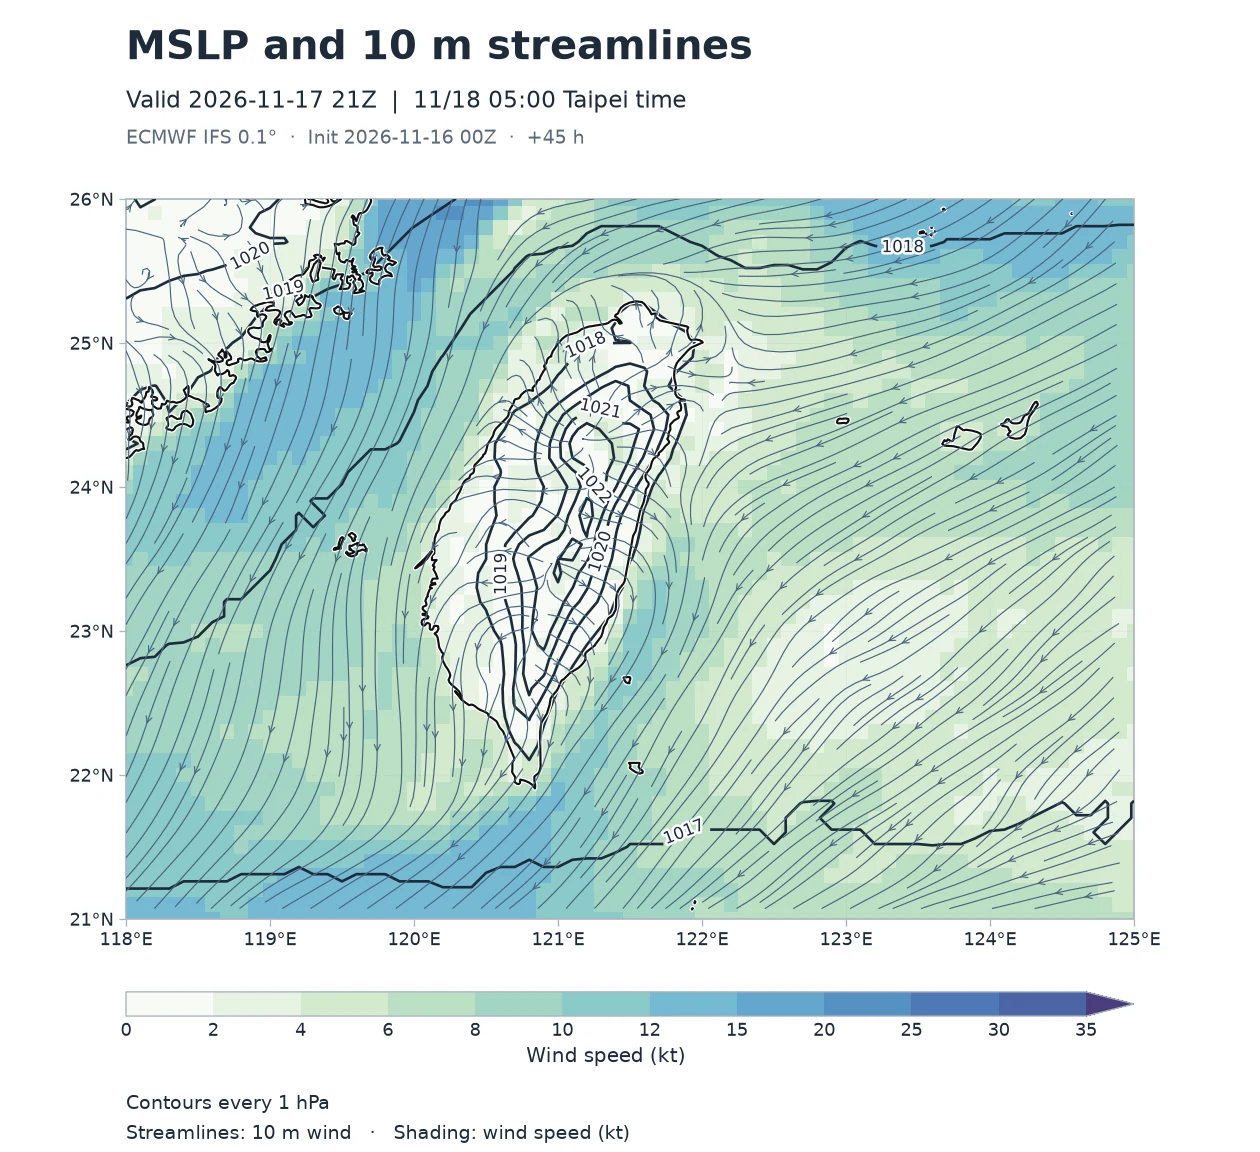 MSLP and 10 m streamlines
Valid 2026-11-17 21Z | 11/18 05:00 Taipei time
ECMWF IFS 0.1° · Init 2026-11-16 00Z · +45 h
26°N
1020
1018
1019
25°N
1018
1021
24°N
1022
1020
1019
23°N
22°N
1017
21°N
118°E 119°E 120°E 121°E 122°E 123°E 124°E 125°E
0 2 4 6 8 10 12 15 20 25 30 35
Wind speed (kt)
Contours every 1 hPa
Streamlines: 10 m wind · Shading: wind speed (kt)